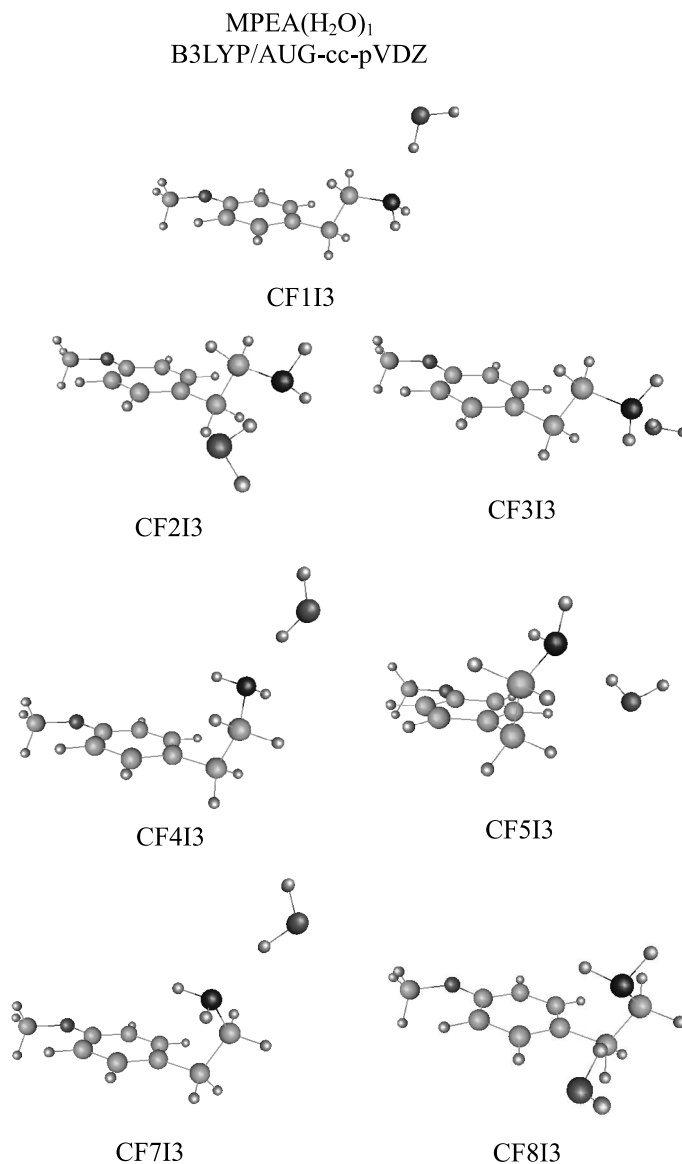 MPEA(H₂O)₁
B3LYP/AUG-cc-pVDZ
CF1I3
CF2I3
CF3I3
CF4I3
CF5I3
CF7I3
CF8I3